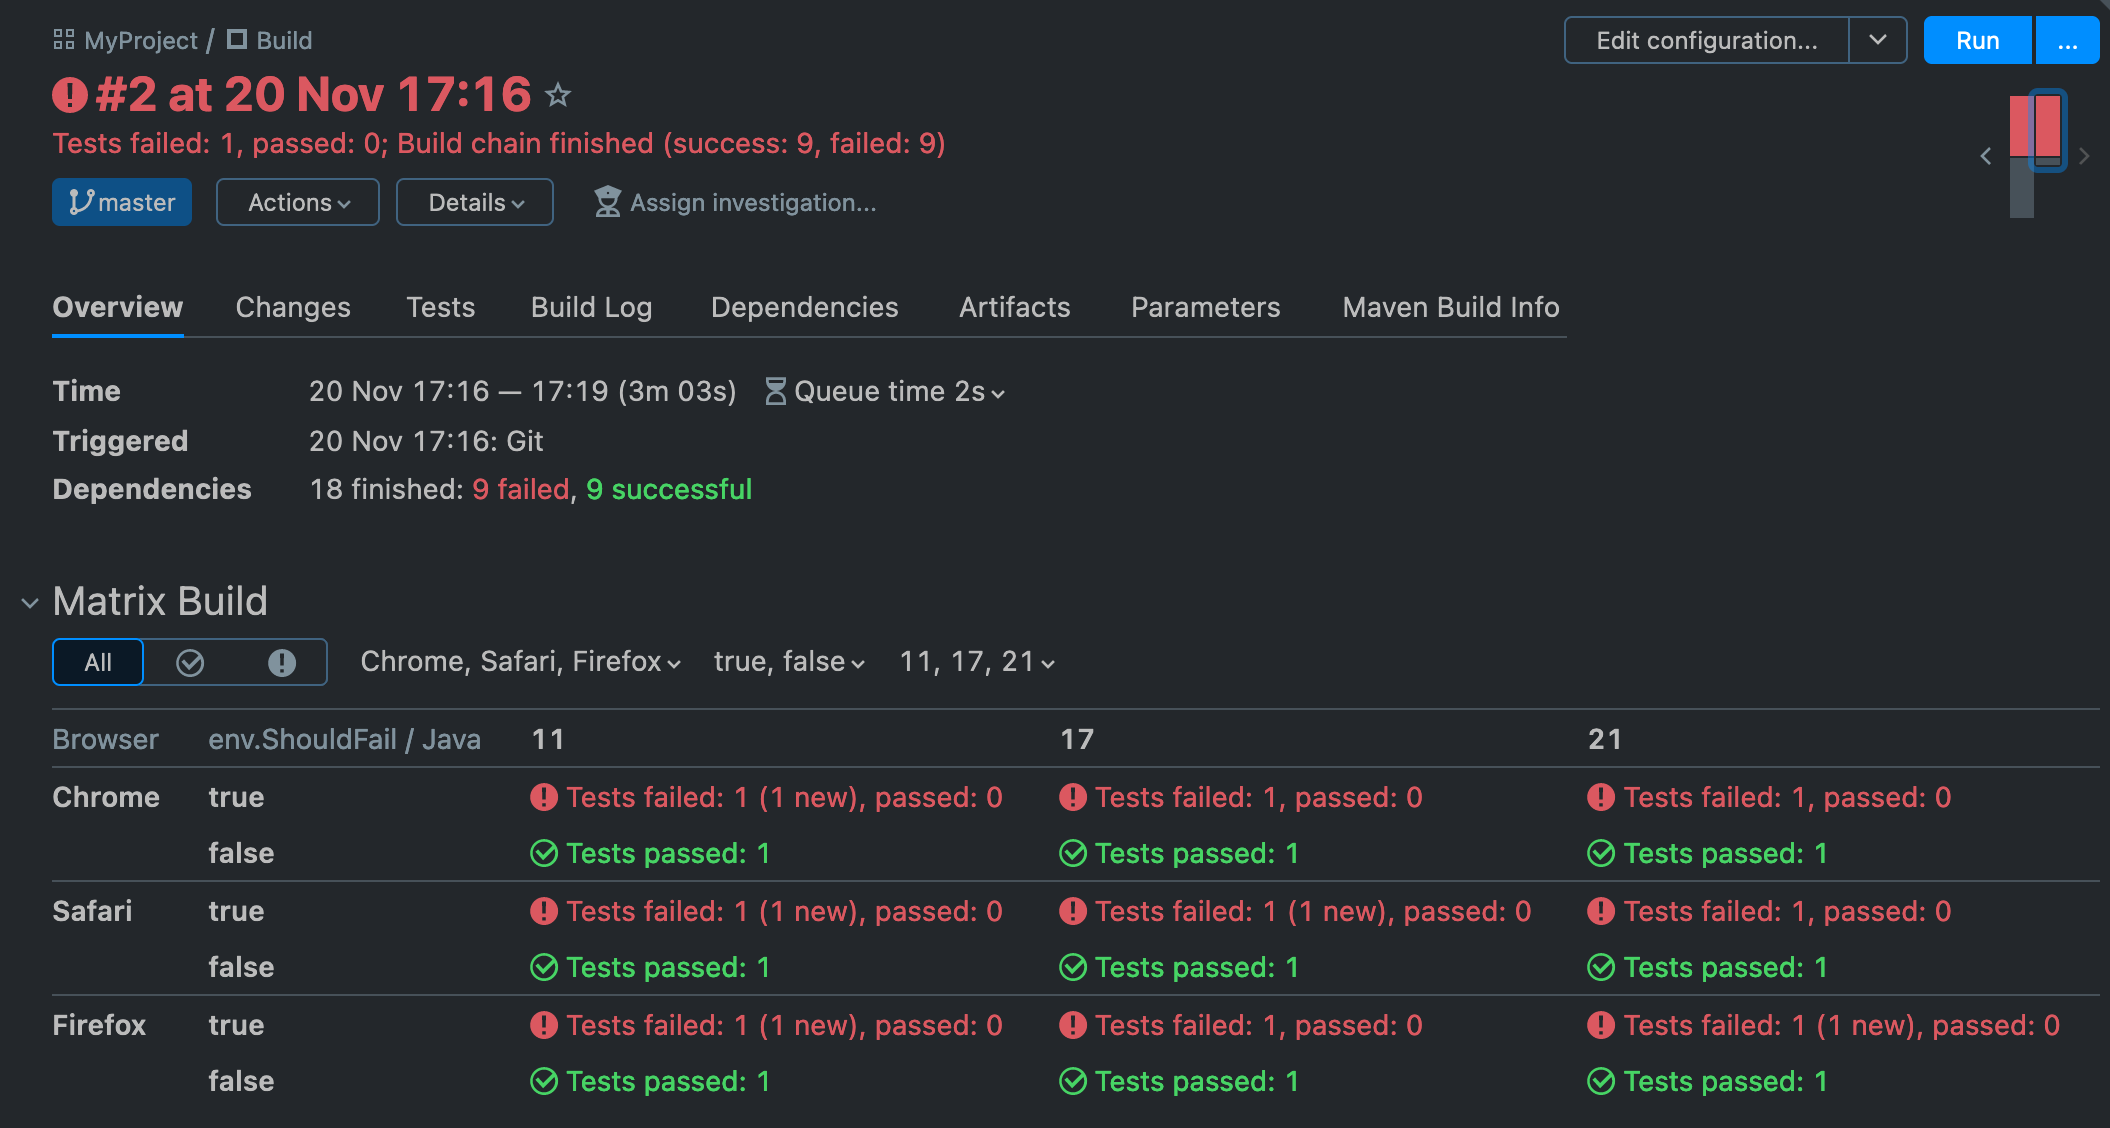 MyProject / Build
Edit configuration...
Run
...
#2 at 20 Nov 17:16
Tests failed: 1, passed: 0; Build chain finished (success: 9, failed: 9)
master
Actions
Details
Assign investigation...
Overview Changes Tests Build Log Dependencies Artifacts Parameters Maven Build Info
Time 20 Nov 17:16 — 17:19 (3m 03s) Queue time 2s
Triggered 20 Nov 17:16: Git
Dependencies 18 finished: 9 failed, 9 successful
Matrix Build
All Chrome, Safari, Firefox true, false 11, 17, 21
Browser env.ShouldFail / Java 11 17 21
Chrome true Tests failed: 1 (1 new), passed: 0 Tests failed: 1, passed: 0 Tests failed: 1, passed: 0
false Tests passed: 1 Tests passed: 1 Tests passed: 1
Safari true Tests failed: 1 (1 new), passed: 0 Tests failed: 1 (1 new), passed: 0 Tests failed: 1, passed: 0
false Tests passed: 1 Tests passed: 1 Tests passed: 1
Firefox true Tests failed: 1 (1 new), passed: 0 Tests failed: 1, passed: 0 Tests failed: 1 (1 new), passed: 0
false Tests passed: 1 Tests passed: 1 Tests passed: 1